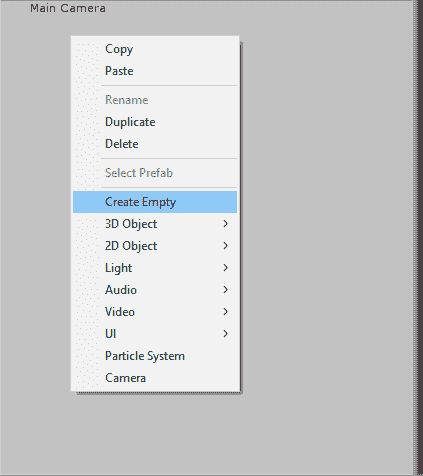 Main Camera
Copy
Paste
Rename
Duplicate
Delete
Select Prefab
Create Empty
3D Object
2D Object
Light
Audio
Video
UI
Particle System
Camera